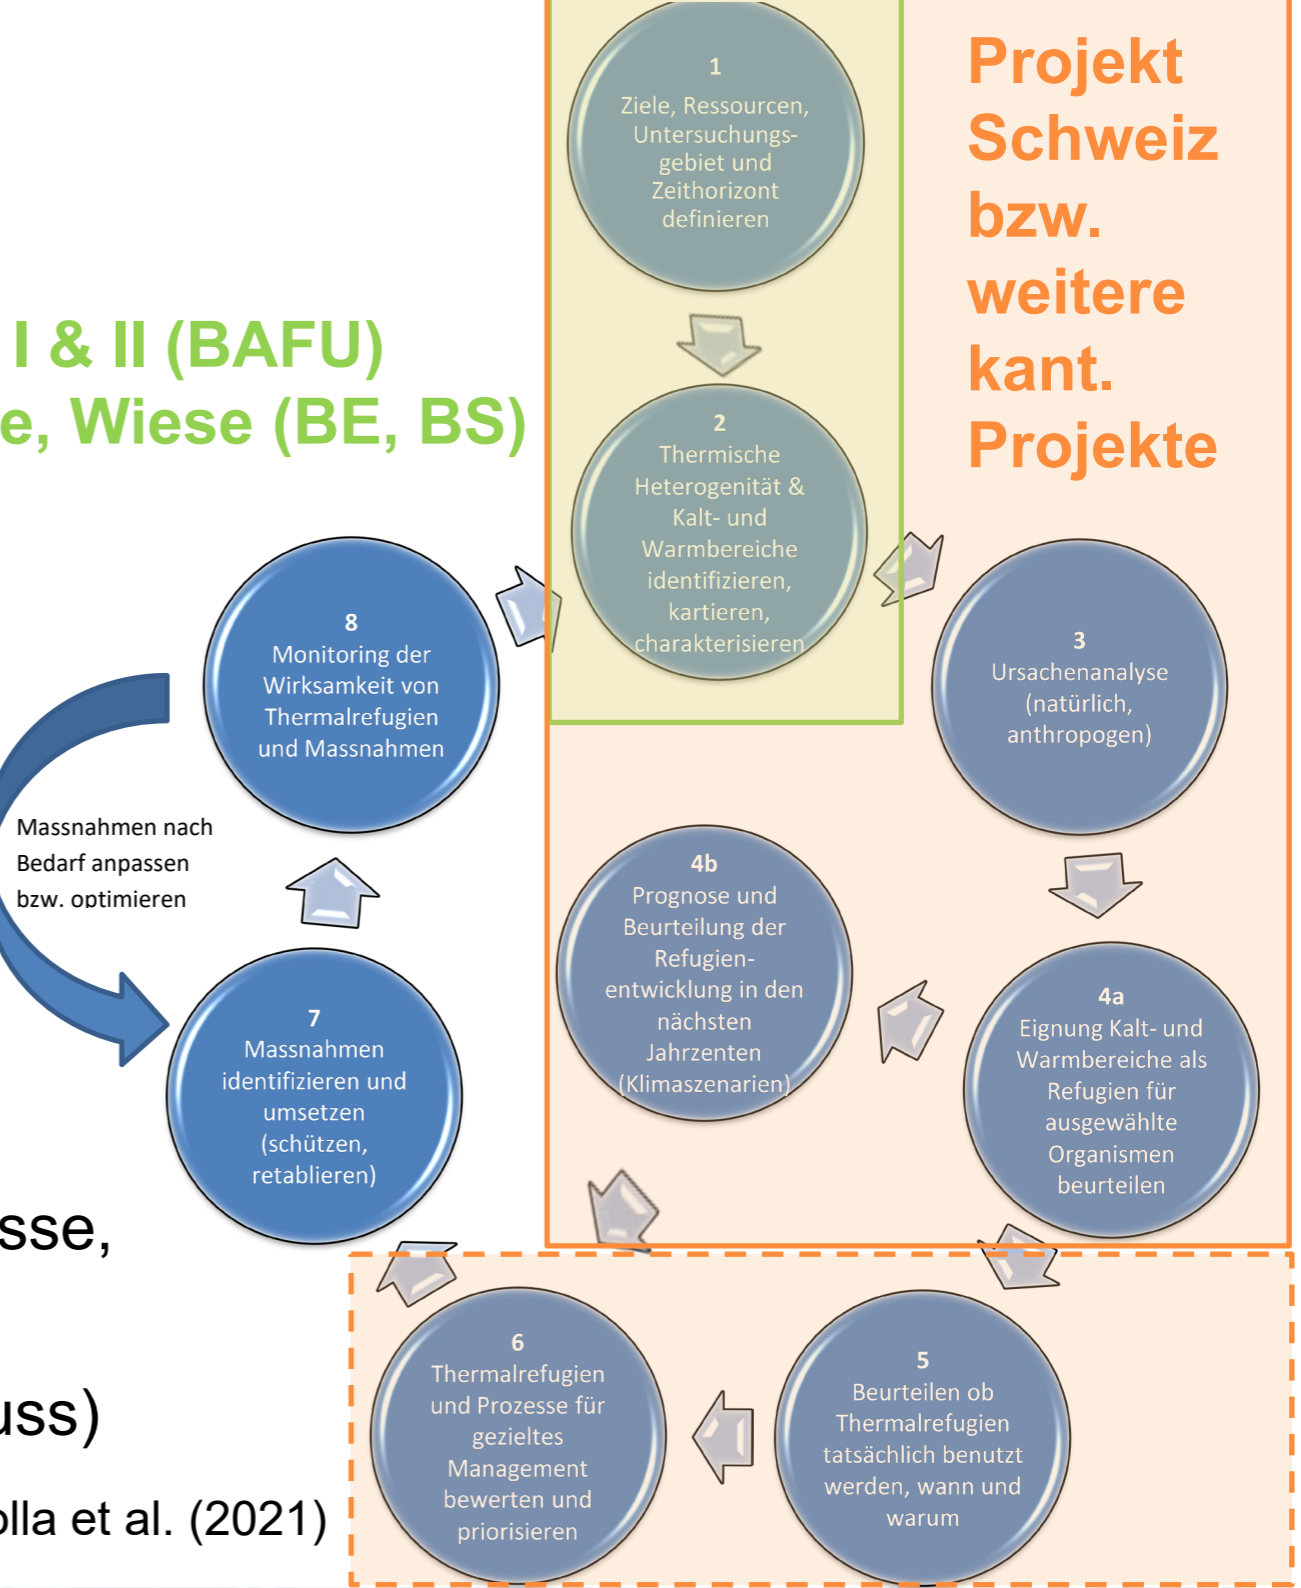 1
Ziele, Ressourcen,
Untersuchungs-
gebiet und
Zeithorizont
definieren
Projekt
Schweiz
bzw.
weitere
kant.
Projekte
I & II (BAFU)
e, Wiese (BE, BS)
2
Thermische
Heterogenität &
Kalt- und
Warmbereiche
identifizieren,
kartieren,
charakterisieren
3
Ursachenanalyse
(natürlich,
anthropogen)
8
Monitoring der
Wirksamkeit von
Thermalrefugien
und Massnahmen
Massnahmen nach
Bedarf anpassen
bzw. optimieren
4b
Prognose und
Beurteilung der
Refugien-
entwicklung in den
nächsten
Jahrzenten
(Klimaszenarien)
4a
Eignung Kalt- und
Warmbereiche als
Refugien für
ausgewählte
Organismen
beurteilen
7
Massnahmen
identifizieren und
umsetzen
(schützen,
retablieren)
sse,
uss)
olla et al. (2021)
6
Thermalrefugien
und Prozesse für
gezieltes
Management
bewerten und
priorisieren
5
Beurteilen ob
Thermalrefugien
tatsächlich benutzt
werden, wann und
warum